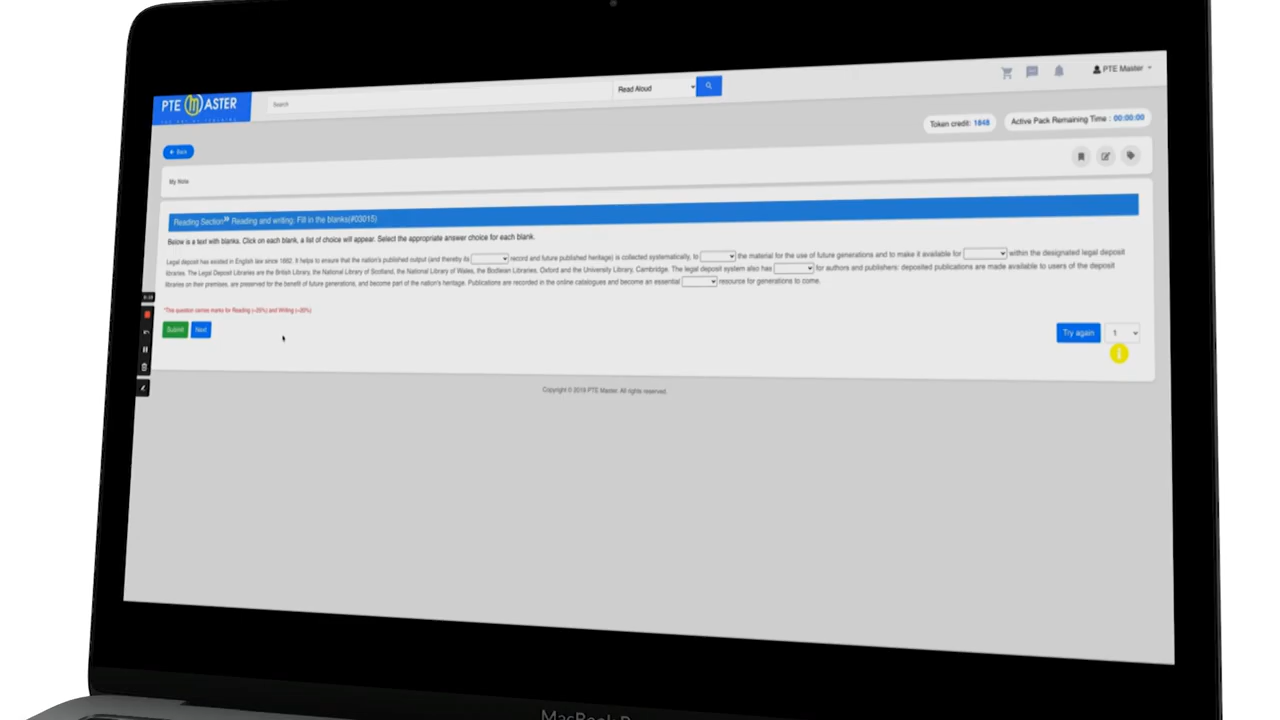 PTE MASTER
Search
Read Aloud
PTE Master
Token credit: 1848
Active Pack Remaining Time : 00:00:00
← Back
My Note
Reading Section» Reading and writing: Fill in the blanks(#03015)
Below is a text with blanks. Click on each blank, a list of choice will appear. Select the appropriate answer choice for each blank.
Legal deposit has existed in English law since 1662. It helps to ensure that the nation's published output (and thereby its record and future published heritage) is collected systematically, to the material for the use of future generations and to make it available for within the designated legal deposit
libraries. The Legal Deposit Libraries are the British Library, the National Library of Scotland, the National Library of Wales, the Bodleian Libraries, Oxford and the University Library, Cambridge. The legal deposit system also has for authors and publishers: deposited publications are made available to users of the deposit
libraries on their premises, are preserved for the benefit of future generations, and become part of the nation's heritage. Publications are recorded in the online catalogues and become an essential resource for generations to come.
*This question carries marks for Reading and Writing
Submit
Next
Try again
1
Copyright © 2018 PTE Master. All rights reserved.